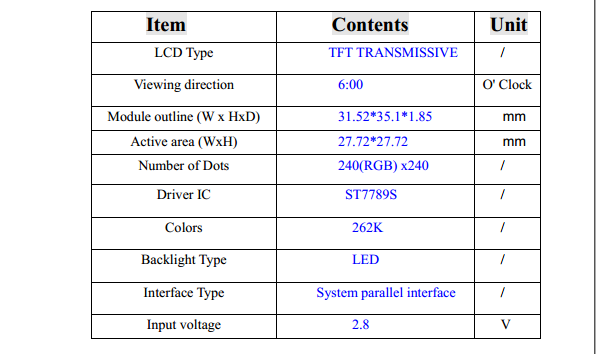 Item Contents Unit
LCD Type TFT TRANSMISSIVE /
Viewing direction 6:00 O' Clock
Module outline (W x HxD) 31.52*35.1*1.85 mm
Active area (WxH) 27.72*27.72 mm
Number of Dots 240(RGB) x240 /
Driver IC ST7789S /
Colors 262K /
Backlight Type LED /
Interface Type System parallel interface /
Input voltage 2.8 V